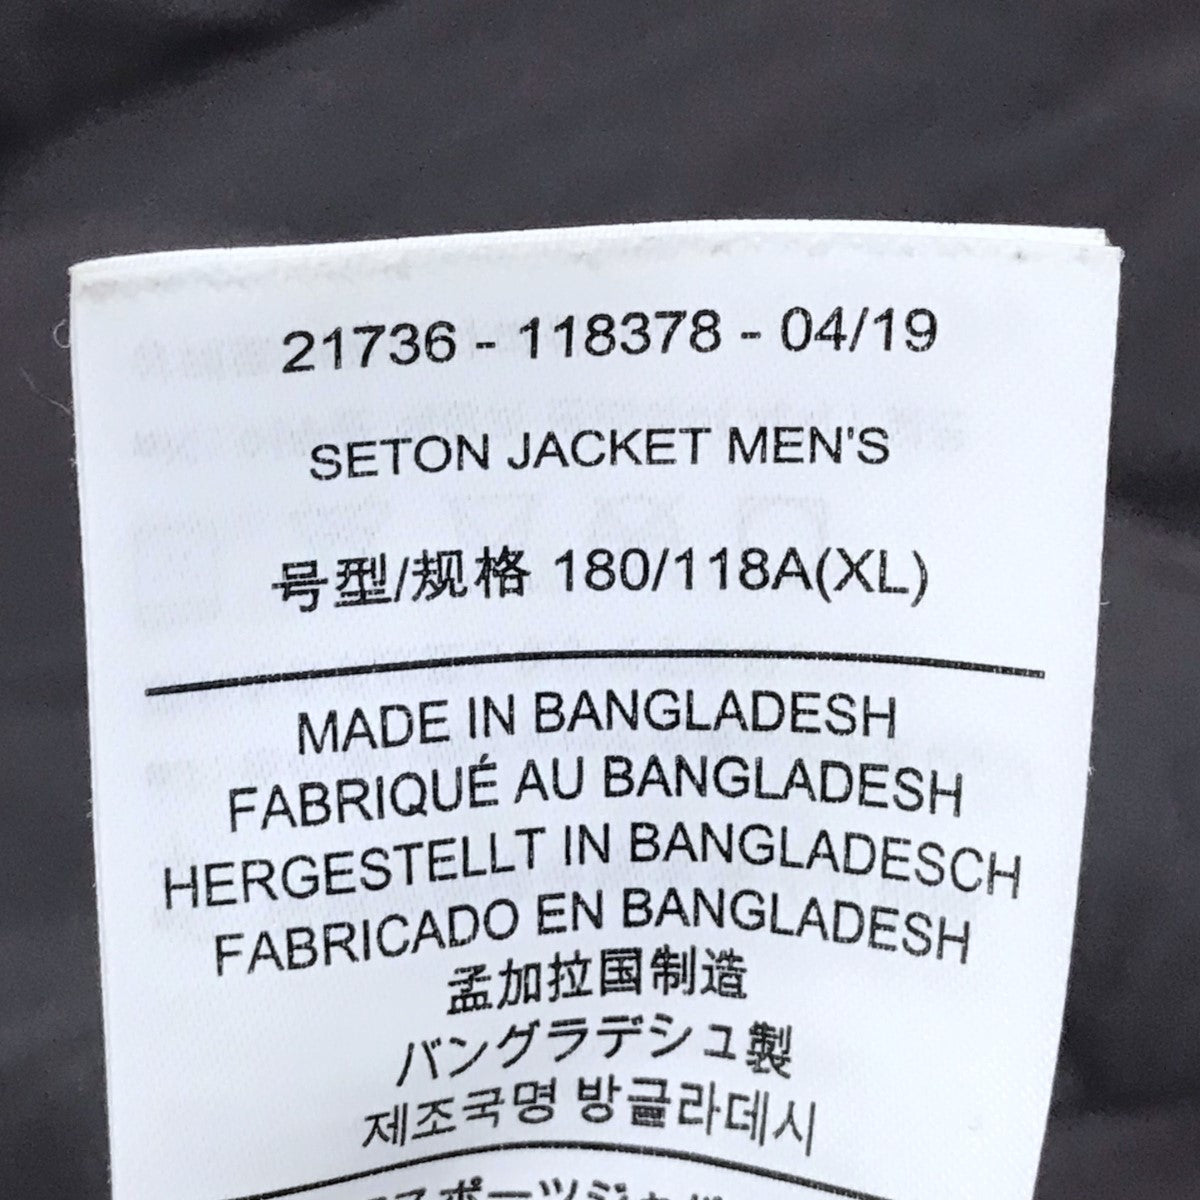 21736 - 118378 - 04/19
SETON JACKET MEN'S
号型/规格 180/118A(XL)
MADE IN BANGLADESH
FABRIQUÉ AU BANGLADESH
HERGESTELLT IN BANGLADESCH
FABRICADO EN BANGLADESH
孟加拉国制造
バングラデシュ製
제조국명 방글라데시